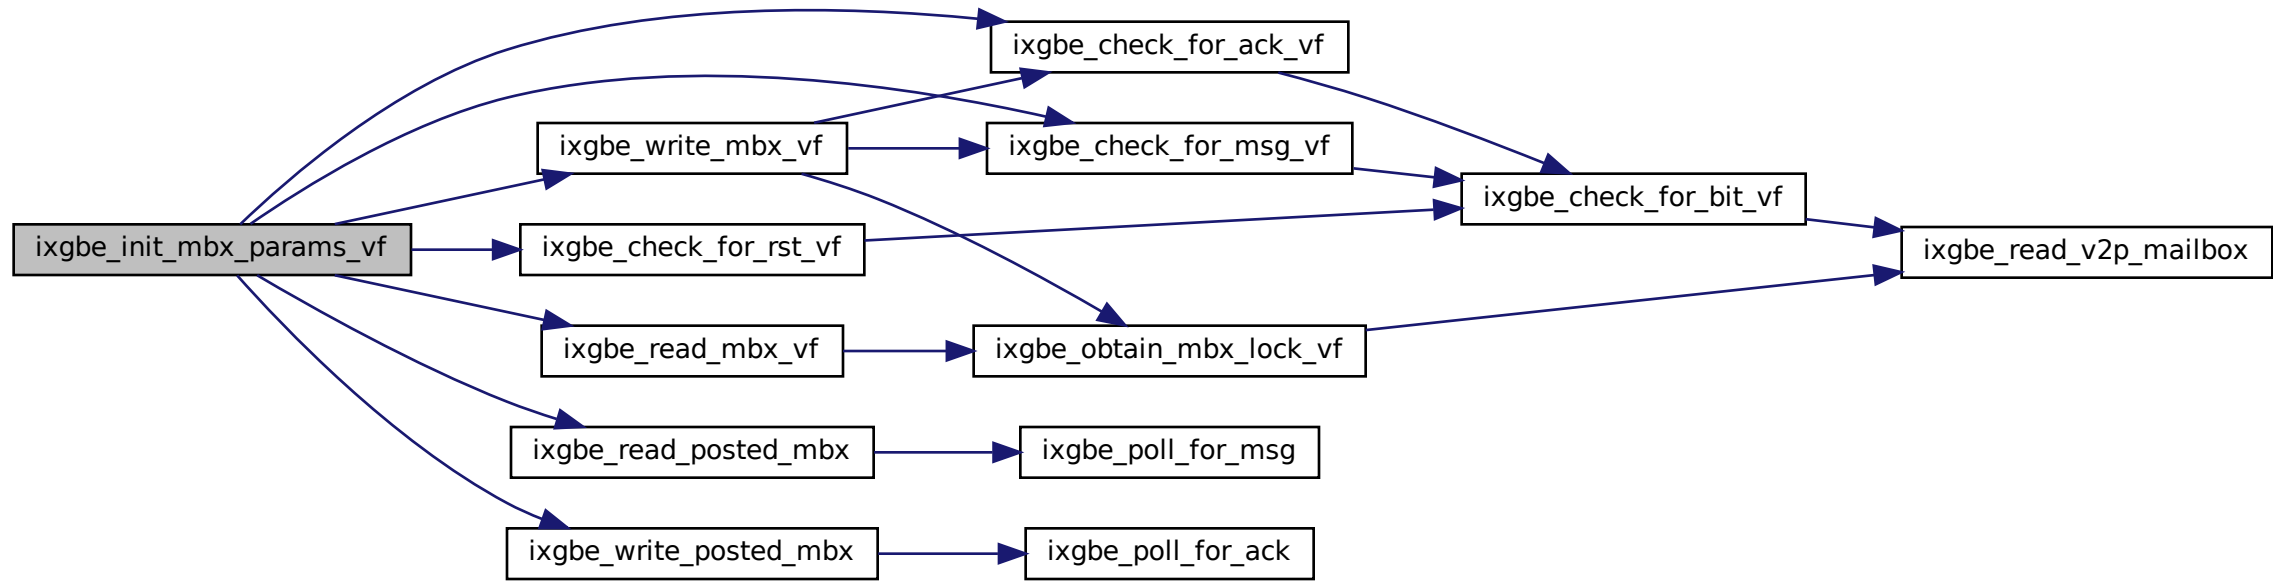 ixgbe_check_for_ack_vf
ixgbe_write_mbx_vf
ixgbe_check_for_msg_vf
ixgbe_check_for_bit_vf
ixgbe_init_mbx_params_vf
ixgbe_check_for_rst_vf
ixgbe_read_v2p_mailbox
ixgbe_read_mbx_vf
ixgbe_obtain_mbx_lock_vf
ixgbe_read_posted_mbx
ixgbe_poll_for_msg
ixgbe_write_posted_mbx
ixgbe_poll_for_ack